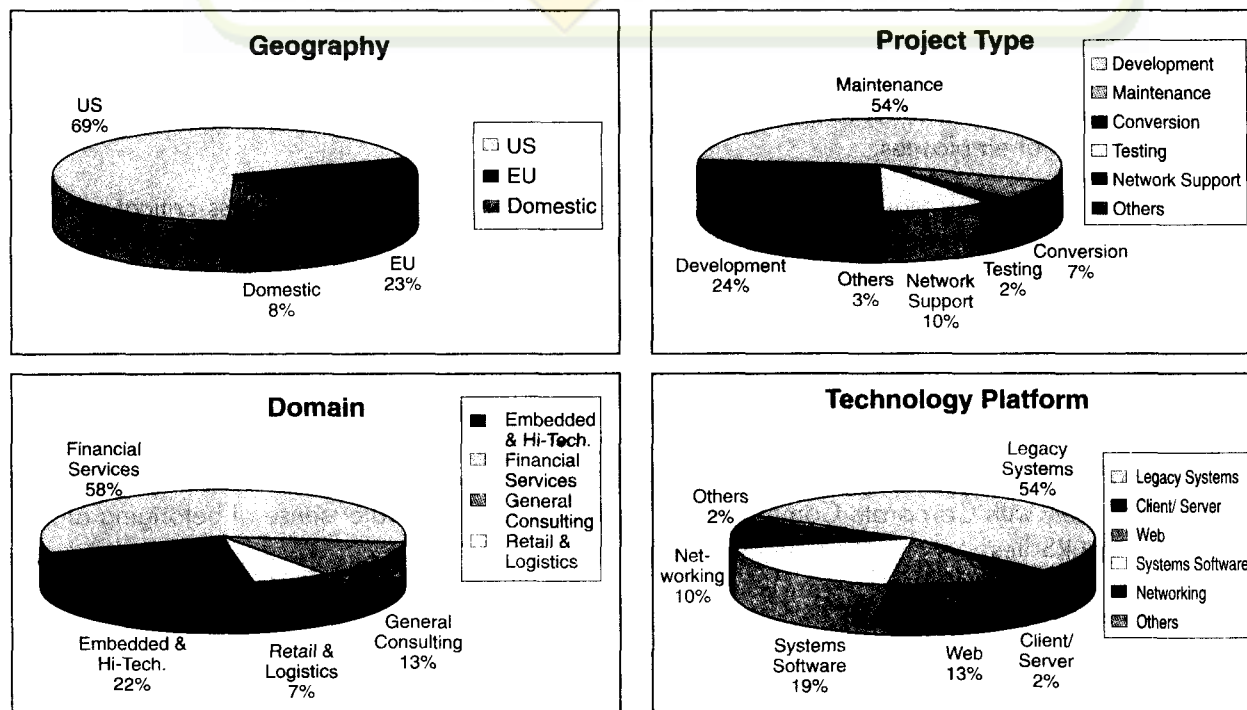 Geography
US
69%
EU
23%
Domestic
8%
US
EU
Domestic
Project Type
Maintenance
54%
Development
24%
Others
3%
Network
Support
10%
Testing
2%
Conversion
7%
Development
Maintenance
Conversion
Testing
Network Support
Others
Domain
Financial
Services
58%
Embedded &
Hi-Tech.
22%
Retail &
Logistics
7%
General
Consulting
13%
Embedded
& Hi-Tech.
Financial
Services
General
Consulting
Retail &
Logistics
Technology Platform
Legacy
Systems
54%
Others
2%
Net-
working
10%
Systems
Software
19%
Web
13%
Client/
Server
2%
Legacy Systems
Client/ Server
Web
Systems Software
Networking
Others